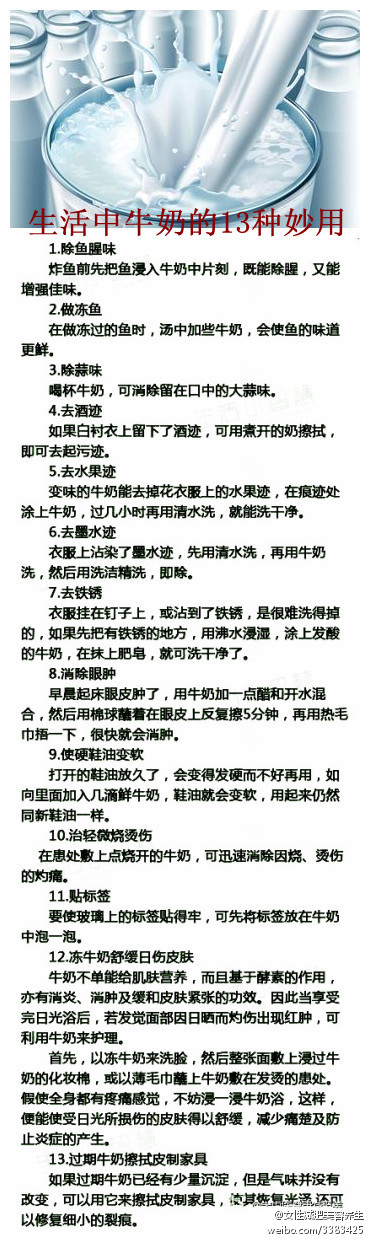 生活中牛奶的13种妙用
1.除鱼腥味
炸鱼前先把鱼浸入牛奶中片刻，既能除腥，又能
增强佳味。
2.做冻鱼
在做冻过的鱼时，汤中加些牛奶，会使鱼的味道
更鲜。
3.除蒜味
喝杯牛奶，可消除留在口中的大蒜味。
4.去酒迹
如果白衬衣上留下了酒迹，可用煮开的奶擦拭，
即可去起污迹。
5.去水果迹
变味的牛奶能去掉花衣服上的水果迹，在痕迹处
涂上牛奶，过几小时再用清水洗，就能洗干净。
6.去墨水迹
衣服上沾染了墨水迹，先用清水洗，再用牛奶
洗，然后用洗洁精洗，即除。
7.去铁锈
衣服挂在钉子上，或沾到了铁锈，是很难洗得掉
的，如果先把有铁锈的地方，用沸水浸湿，涂上发酸
的牛奶，在抹上肥皂，就可洗干净了。
8.消除眼肿
早晨起床眼皮肿了，用牛奶加一点醋和开水混
合，然后用棉球蘸着在眼皮上反复擦5分钟，再用热毛
巾捂一下，很快就会消肿。
9.使硬鞋油变软
打开的鞋油放久了，会变得发硬而不好再用，如
向里面加入几滴鲜牛奶，鞋油就会变软，用起来仍然
同新鞋油一样。
10.治轻微烧烫伤
在患处敷上点烧开的牛奶，可迅速消除因烧、烫伤
的灼痛。
11.贴标签
要使玻璃上的标签贴得牢，可先将标签放在牛奶
中泡一泡。
12.冻牛奶舒缓日伤皮肤
牛奶不单能给肌肤营养，而且基于酵素的作用，
亦有消炎、消肿及缓和皮肤紧张的功效。因此当享受
完日光浴后，若发觉面部因日晒而灼伤出现红肿，可
利用牛奶来护理。
首先，以冻牛奶来洗脸，然后整张面敷上浸过牛
奶的化妆棉，或以薄毛巾蘸上牛奶敷在发烫的患处。
假使全身都有疼痛感觉，不妨浸一浸牛奶浴，这样，
便能使受日光所损伤的皮肤得以舒缓，减少痛楚及防
止炎症的产生。
13.过期牛奶擦拭皮制家具
如果过期牛奶已经有少量沉淀，但是气味并没有
改变，可以用它来擦拭皮制家具，使其恢复光泽,还可
以修复细小的裂痕。
@女性减肥美容养生
weibo.com/3383425